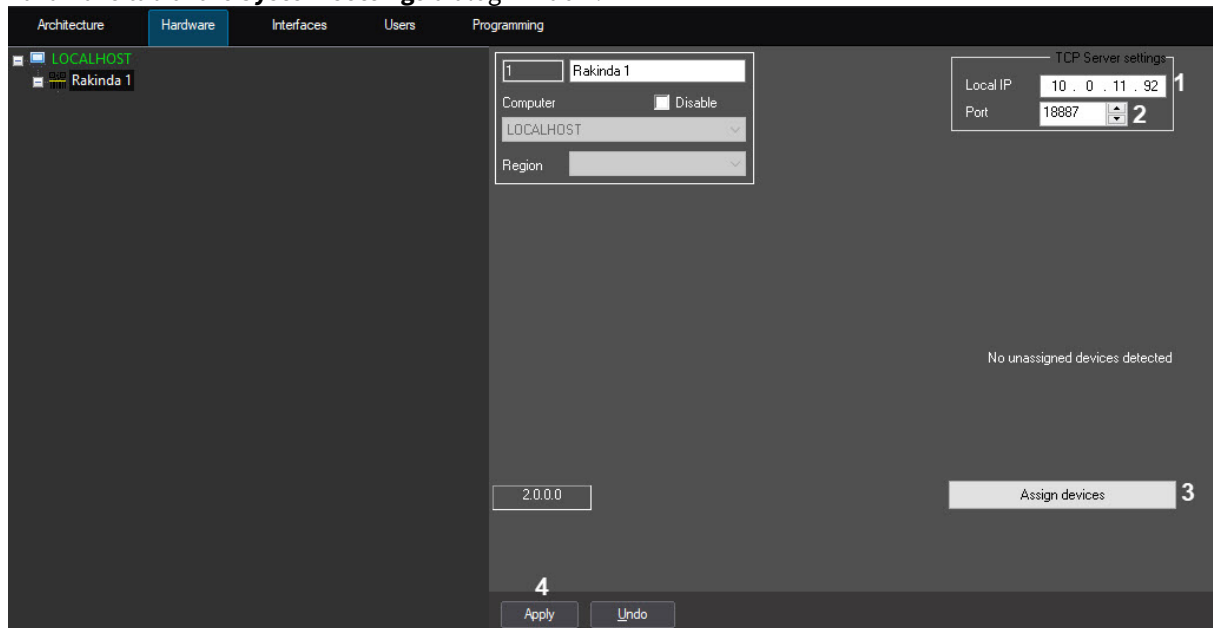 Architecture Hardware Interfaces Users Programming
LOCALHOST
Rakinda 1
1 Rakinda 1
Computer Disable
LOCALHOST
Region
TCP Server settings
Local IP 10 . 0 . 11 . 92 1
Port 18887 2
No unassigned devices detected
2.0.0.0
Assign devices 3
4
Apply Undo